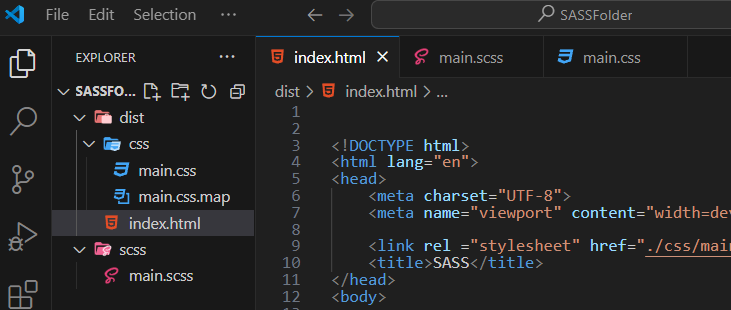 File Edit Selection ... SASSFolder
EXPLORER ... index.html main.scss main.css
SASSFO... dist > index.html > ...
dist
css
main.css
main.css.map
index.html
scss
main.scss
1
2
3 <!DOCTYPE html>
4 <html lang="en">
5 <head>
6 <meta charset="UTF-8">
7 <meta name="viewport" content="width=dev
8
9 <link rel ="stylesheet" href="./css/main
10 <title>SASS</title>
11 </head>
12 <body>